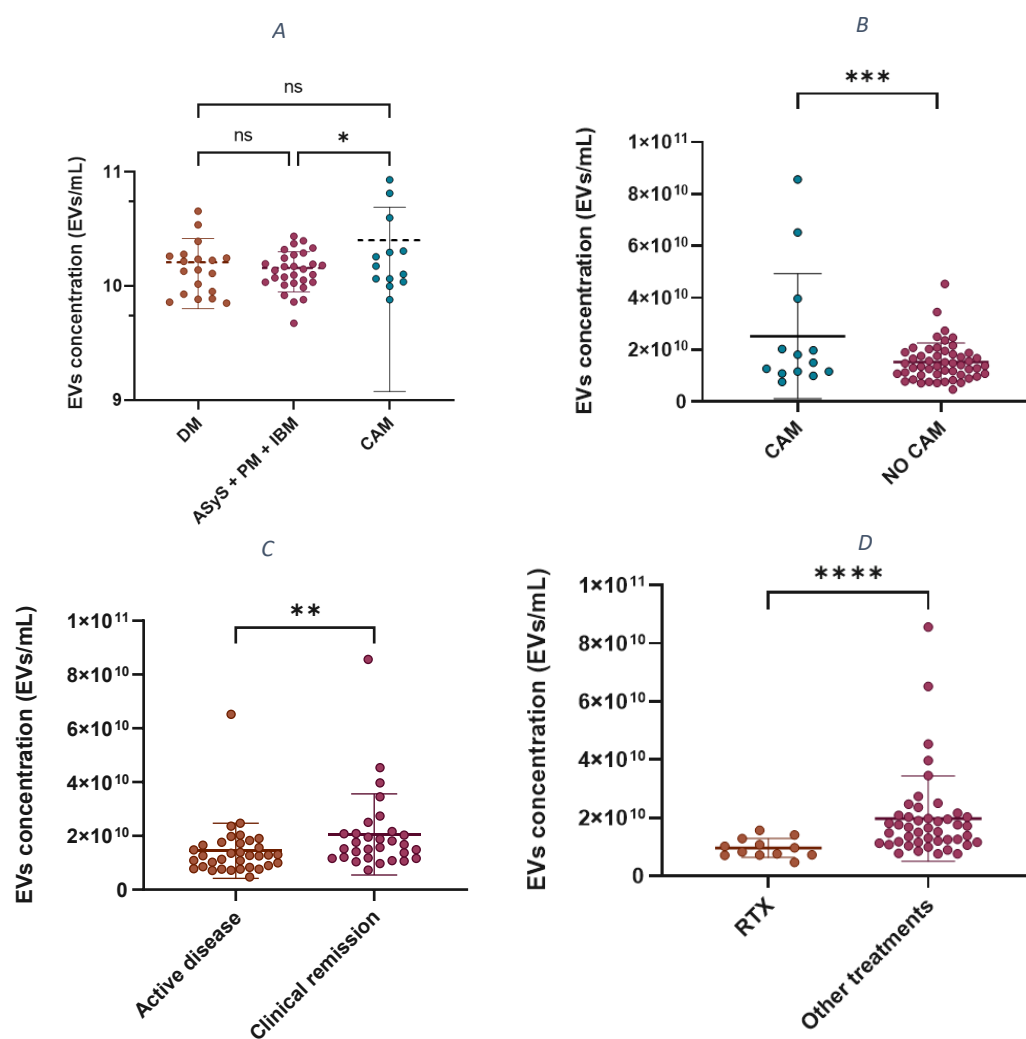 A
ns
ns
*
EVs concentration (EVs/mL)
11
10
9
DM
ASyS + PM + IBM
CAM
B
***
EVs concentration (EVs/mL)
1×10¹¹
8×10¹⁰
6×10¹⁰
4×10¹⁰
2×10¹⁰
0
CAM
NO CAM
C
**
EVs concentration (EVs/mL)
1×10¹¹
8×10¹⁰
6×10¹⁰
4×10¹⁰
2×10¹⁰
0
Active disease
Clinical remission
D
****
EVs concentration (EVs/mL)
1×10¹¹
8×10¹⁰
6×10¹⁰
4×10¹⁰
2×10¹⁰
0
RTX
Other treatments